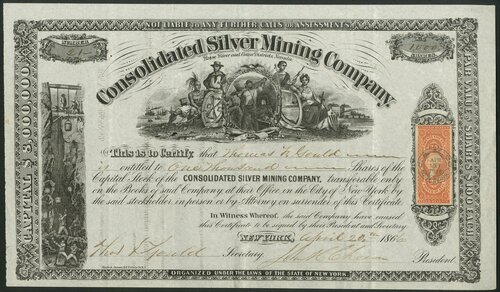 NOT LIABLE TO ANY FURTHER CALLS OR ASSESSMENTS.
NUMBER
1000
SHARES
Consolidated Silver Mining Company.
CAPITAL $3,000,000
PAR VALUE SHARES $100 EACH
This is to Certify that Thomas F. Gould
is entitled to One Thousand Shares of the
Capital Stock of the CONSOLIDATED SILVER MINING COMPANY, transferable only
on the Books of said Company at their Office in the City of New York by
the said stockholder, in person or by Attorney on surrender of this Certificate.
In Witness Whereof, the said Company have caused
this Certificate to be signed by their President and Secretary.
NEW YORK, April 186
Secretary
President
ORGANIZED UNDER THE LAWS OF THE STATE OF NEW YORK